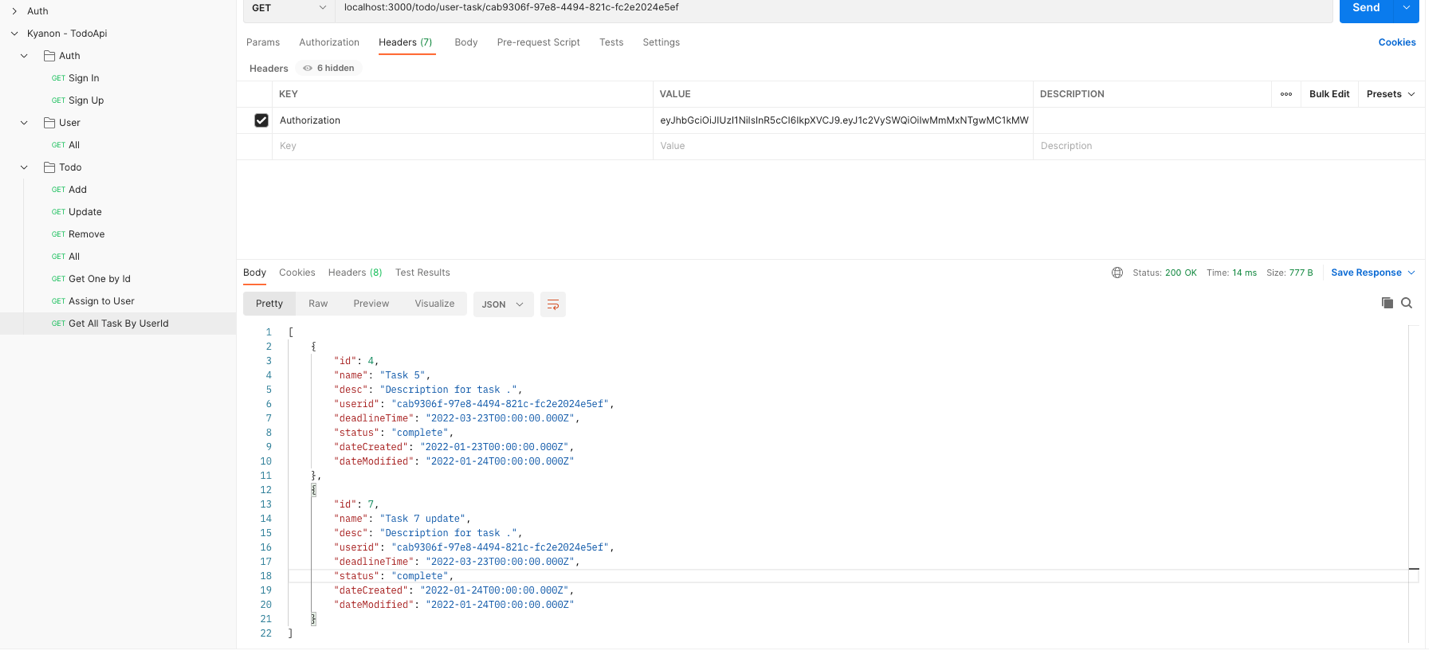 Auth
Kyanon - TodoApi
Auth
GET Sign In
GET Sign Up
User
GET All
Todo
GET Add
GET Update
GET Remove
GET All
GET Get One by Id
GET Assign to User
GET Get All Task By UserId
GET localhost:3000/todo/user-task/cab9306f-97e8-4494-821c-fc2e2024e5ef Send
Params Authorization Headers (7) Body Pre-request Script Tests Settings Cookies
Headers 6 hidden
KEY VALUE DESCRIPTION Bulk Edit Presets
Authorization eyJhbGciOiJIUzI1NiIsInR5cCI6IkpXVCJ9.eyJ1c2VySWQiOiIwMmMxNTgwMC1kMW
Key Value Description
Body Cookies Headers (8) Test Results Status: 200 OK Time: 14 ms Size: 777 B Save Response
Pretty Raw Preview Visualize JSON
1 [
2 {
3 "id": 4,
4 "name": "Task 5",
5 "desc": "Description for task .",
6 "userid": "cab9306f-97e8-4494-821c-fc2e2024e5ef",
7 "deadlineTime": "2022-03-23T00:00:00.000Z",
8 "status": "complete",
9 "dateCreated": "2022-01-23T00:00:00.000Z",
10 "dateModified": "2022-01-24T00:00:00.000Z"
11 },
12 {
13 "id": 7,
14 "name": "Task 7 update",
15 "desc": "Description for task .",
16 "userid": "cab9306f-97e8-4494-821c-fc2e2024e5ef",
17 "deadlineTime": "2022-03-23T00:00:00.000Z",
18 "status": "complete",
19 "dateCreated": "2022-01-24T00:00:00.000Z",
20 "dateModified": "2022-01-24T00:00:00.000Z"
21 }
22 ]